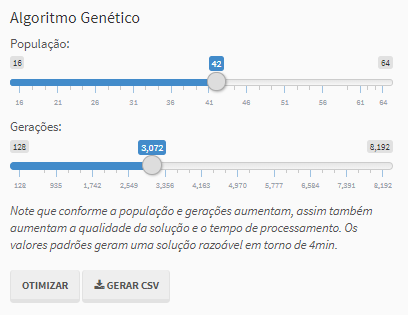 Algoritmo Genético
População:
16 42 64
16 21 26 31 36 41 46 51 56 61 64
Gerações:
128 3,072 8,192
128 935 1,742 2,549 3,356 4,163 4,970 5,777 6,584 7,391 8,192
Note que conforme a população e gerações aumentam, assim também
aumentam a qualidade da solução e o tempo de processamento. Os
valores padrões geram uma solução razoável em torno de 4min.
OTIMIZAR GERAR CSV